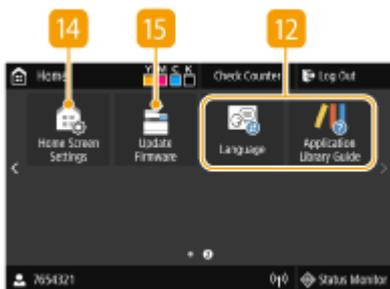 14 15 12
Home Y M C K Check Counter Log Out
Home Screen
Settings
Update
Firmware
Language
Application
Library Guide
2
7654321 Status Monitor